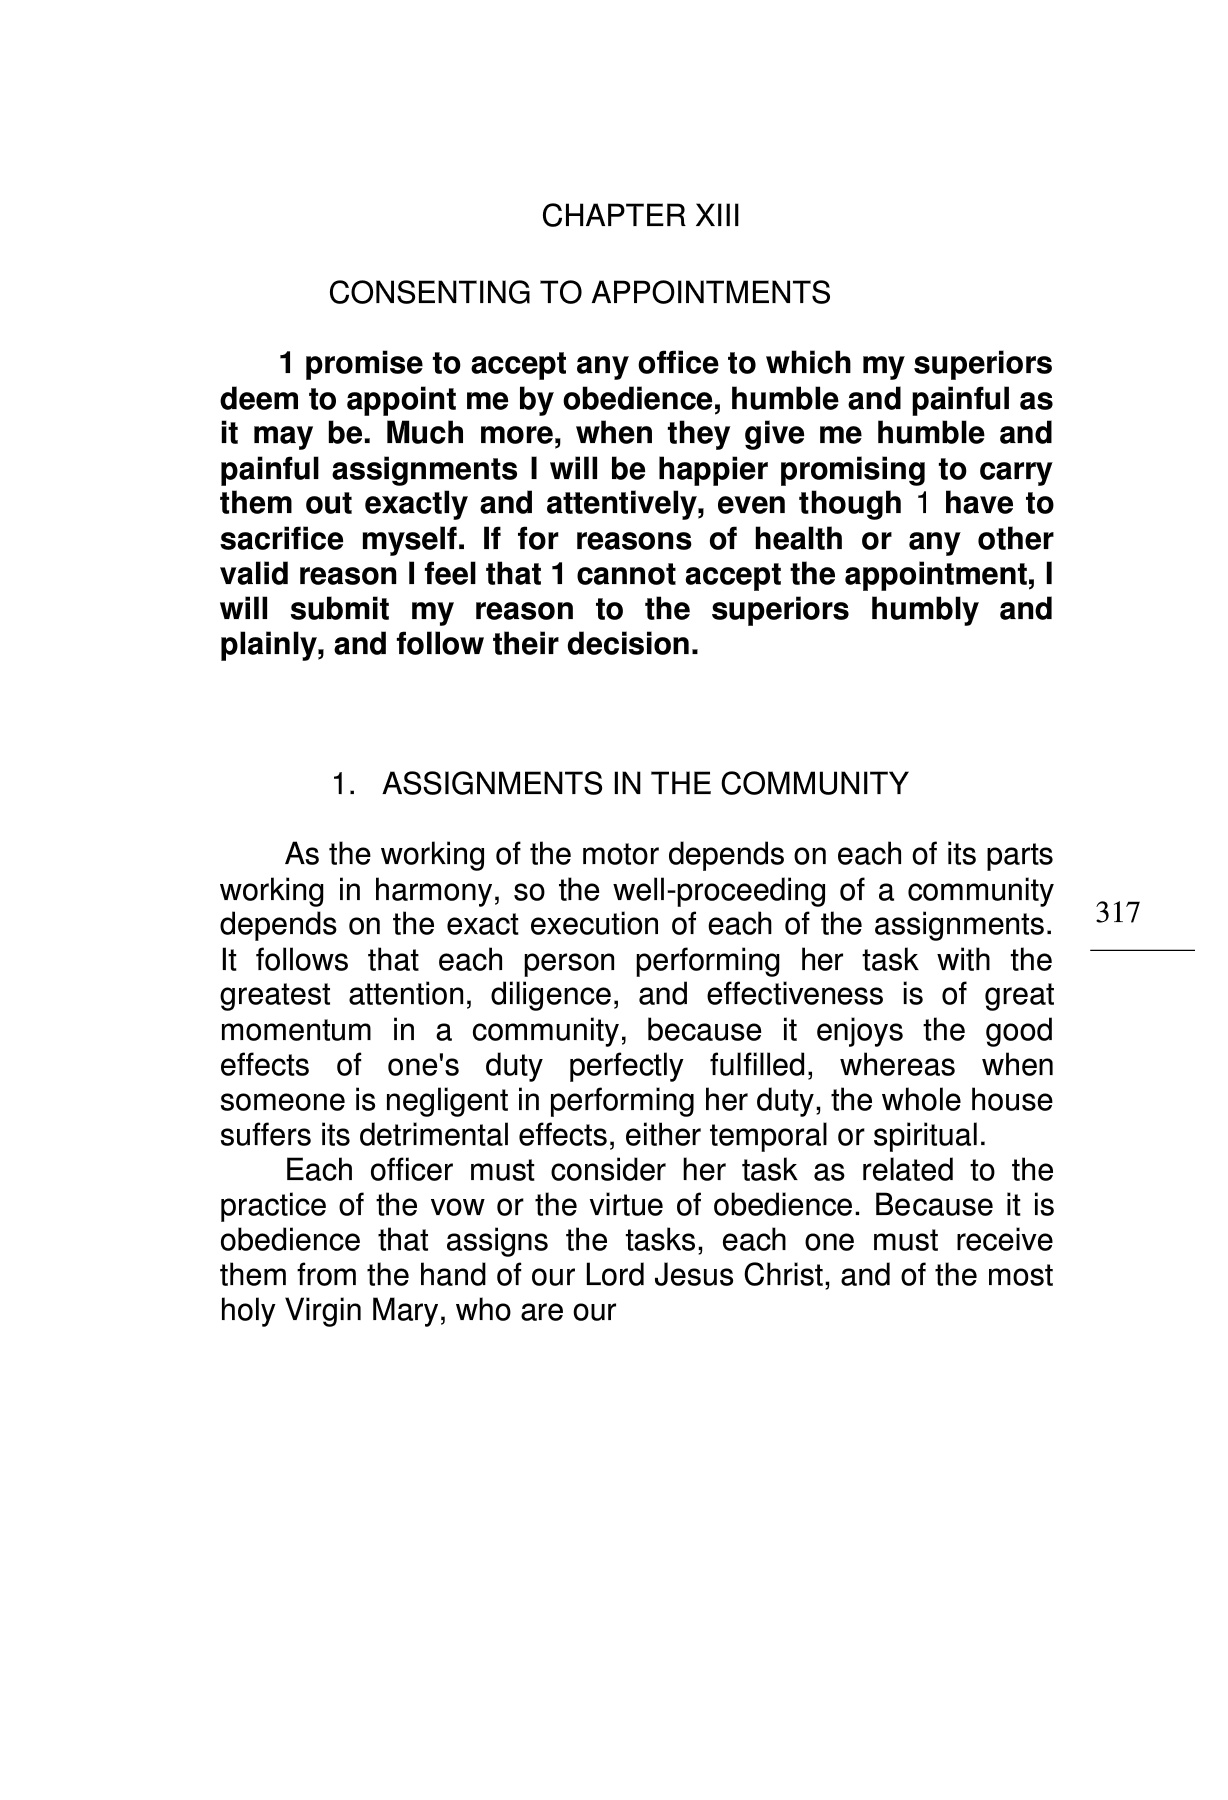 CHAPTER XIII
CONSENTING TO APPOINTMENTS
1 promise to accept any office to which my superiors
deem to appoint me by obedience, humble and painful as
it may be. Much more, when they give me humble and
painful assignments I will be happier promising to carry
them out exactly and attentively, even though 1 have to
sacrifice myself. If for reasons of health or any other
valid reason I feel that 1 cannot accept the appointment, I
will submit my reason to the superiors humbly and
plainly, and follow their decision.
1. ASSIGNMENTS IN THE COMMUNITY
As the working of the motor depends on each of its parts
working in harmony, so the well-proceeding of a community
depends on the exact execution of each of the assignments.
It follows that each person performing her task with the
greatest attention, diligence, and effectiveness is of great
momentum in a community, because it enjoys the good
effects of one's duty perfectly fulfilled, whereas when
someone is negligent in performing her duty, the whole house
suffers its detrimental effects, either temporal or spiritual.
Each officer must consider her task as related to the
practice of the vow or the virtue of obedience. Because it is
obedience that assigns the tasks, each one must receive
them from the hand of our Lord Jesus Christ, and of the most
holy Virgin Mary, who are our
317